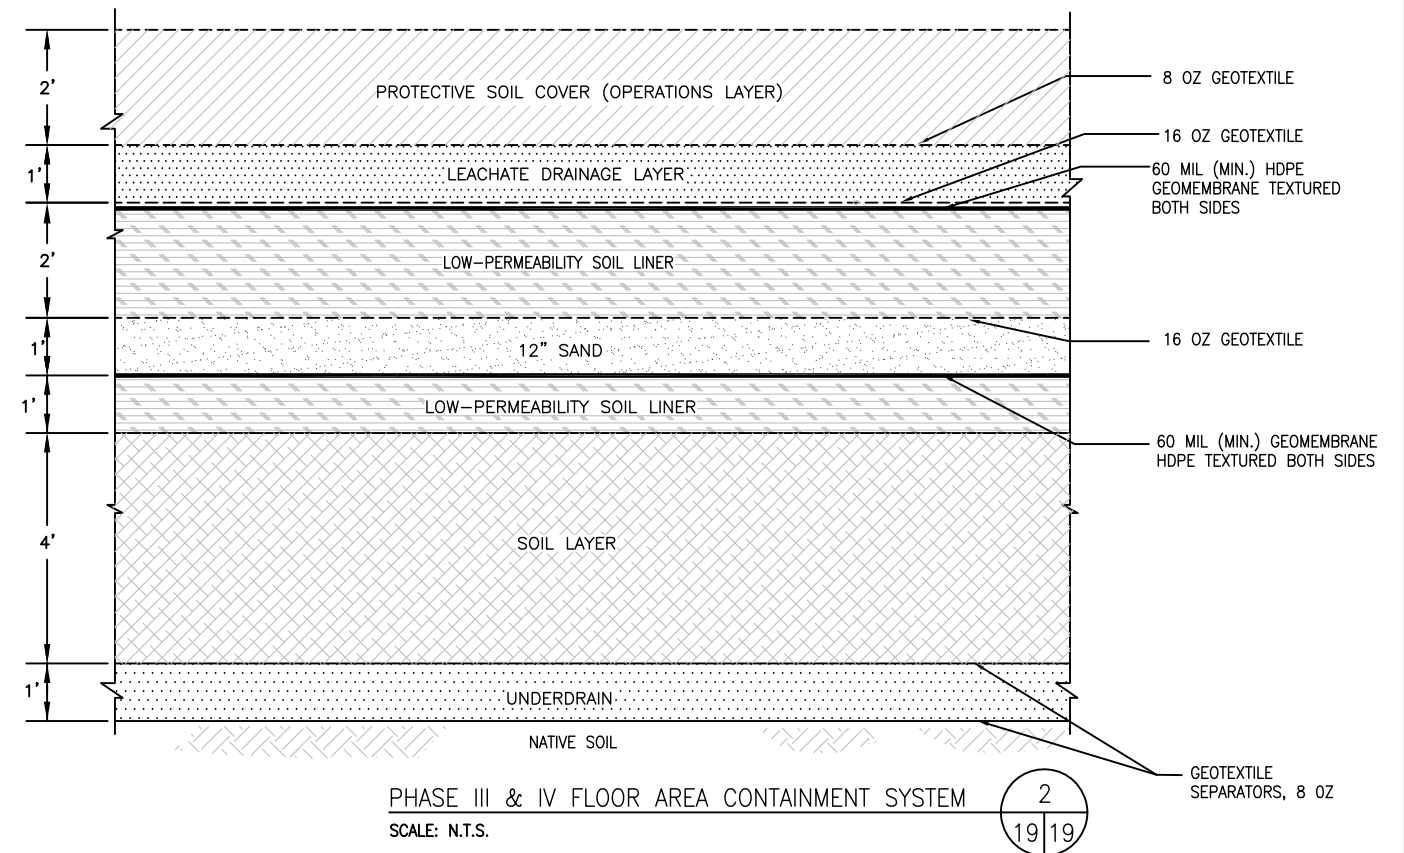 2'
PROTECTIVE SOIL COVER (OPERATIONS LAYER)
8 OZ GEOTEXTILE
16 OZ GEOTEXTILE
1'
LEACHATE DRAINAGE LAYER
60 MIL (MIN.) HDPE
GEOMEMBRANE TEXTURED
BOTH SIDES
2'
LOW-PERMEABILITY SOIL LINER
1'
12" SAND
16 OZ GEOTEXTILE
1'
LOW-PERMEABILITY SOIL LINER
60 MIL (MIN.) GEOMEMBRANE
HDPE TEXTURED BOTH SIDES
4'
SOIL LAYER
1'
UNDERDRAIN
NATIVE SOIL
GEOTEXTILE
SEPARATORS, 8 OZ
PHASE III & IV FLOOR AREA CONTAINMENT SYSTEM
SCALE: N.T.S.
2
19 19